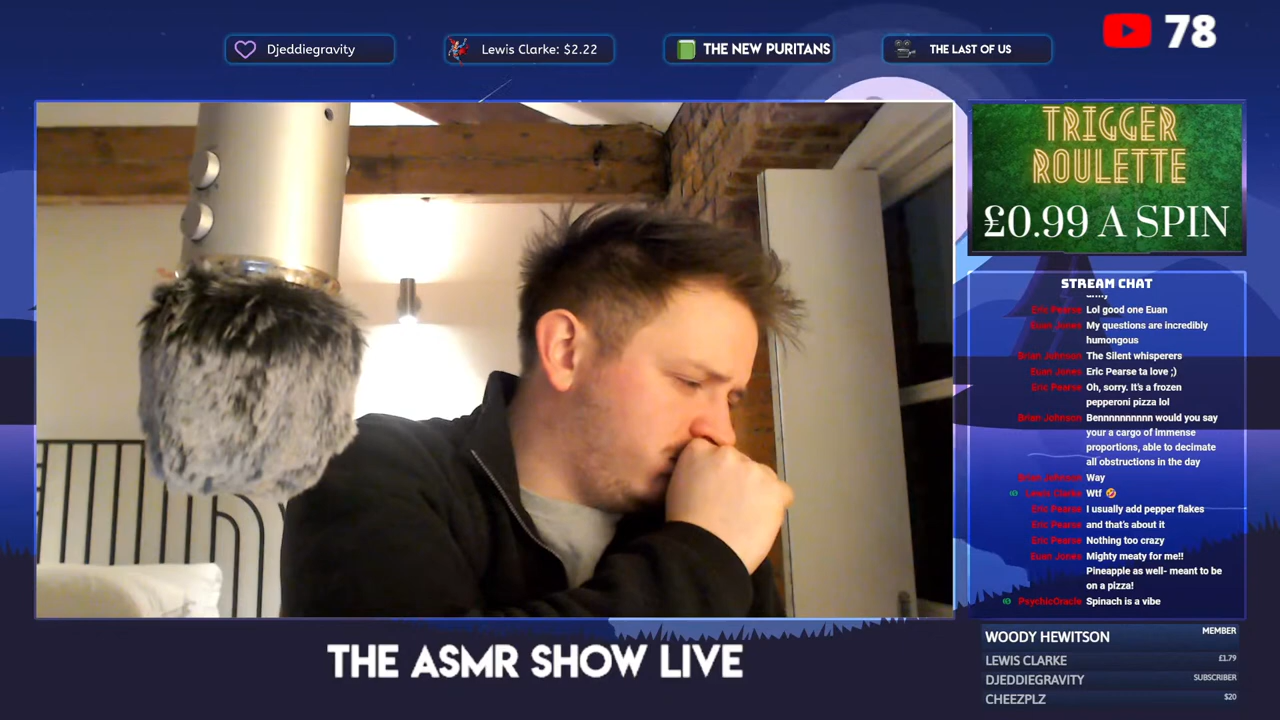 Djeddiegravity
Lewis Clarke: $2.22
THE NEW PURITANS
THE LAST OF US
78
TRIGGER
ROULETTE
£0.99 A SPIN
STREAM CHAT
Eric Pearse Lol good one Euan
Euan Jones My questions are incredibly
humongous
Brian Johnson The Silent whisperers
Euan Jones Eric Pearse ta love ;)
Eric Pearse Oh, sorry. It's a frozen
pepperoni pizza lol
Brian Johnson Bennnnnnnnnn would you say
your a cargo of immense
proportions, able to decimate
all obstructions in the day
Brian Johnson Way
Lewis Clarke Wtf 🤣
Eric Pearse I usually add pepper flakes
Eric Pearse and that's about it
Eric Pearse Nothing too crazy
Euan Jones Mighty meaty for me!!
Pineapple as well- meant to be
on a pizza!
PsychicOracle Spinach is a vibe
WOODY HEWITSON MEMBER
LEWIS CLARKE £1.79
DJEDDIEGRAVITY SUBSCRIBER
CHEEZPLZ $20
THE ASMR SHOW LIVE